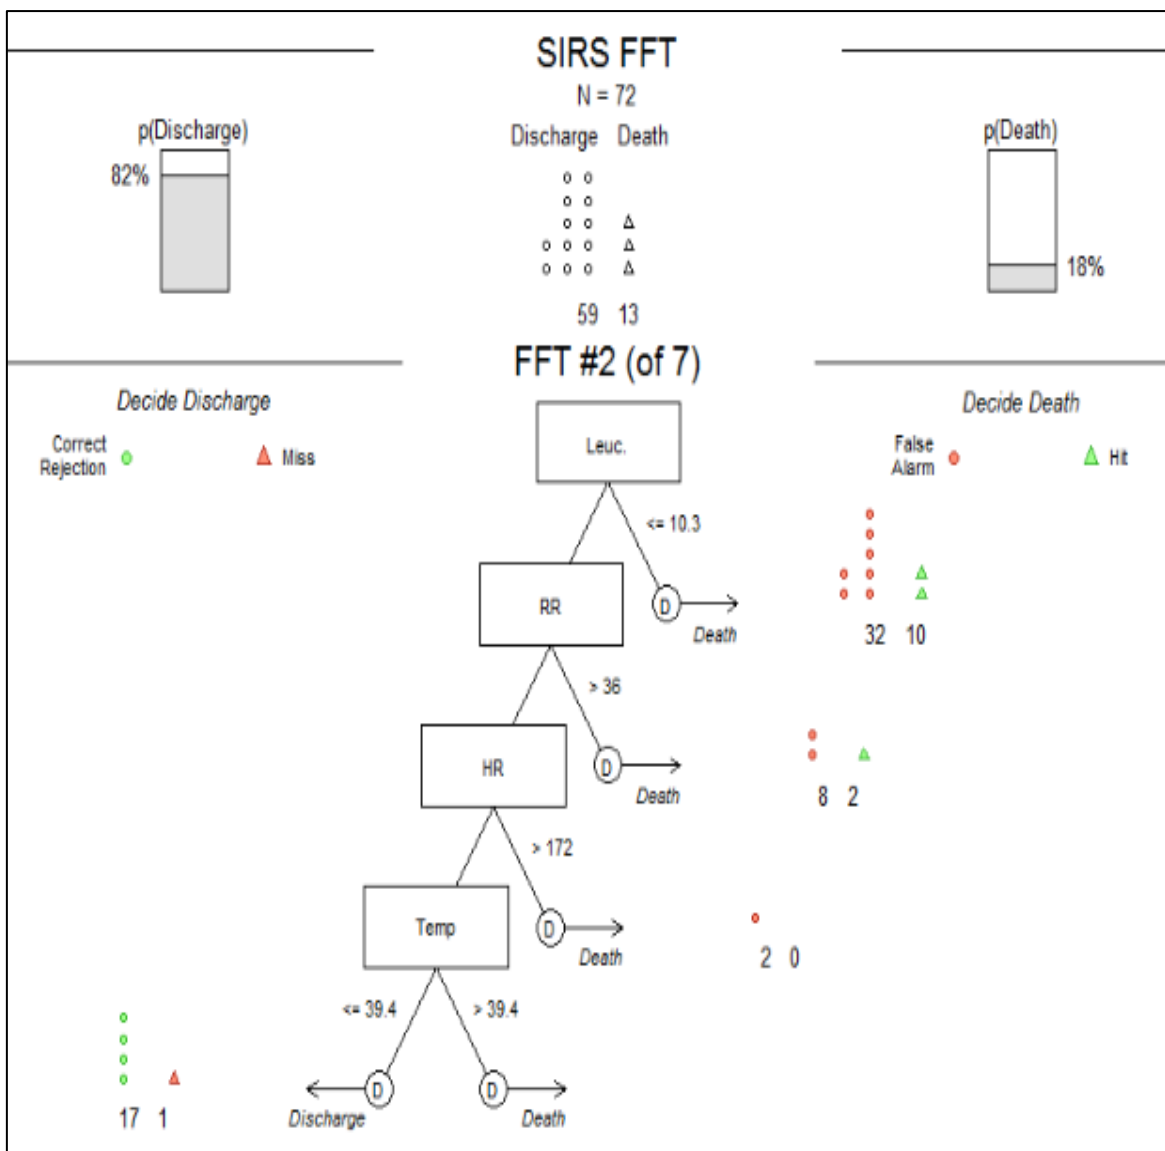 SIRS FFT
N = 72
p(Discharge)
Discharge Death
p(Death)
82%
18%
59 13
FFT #2 (of 7)
Decide Discharge
Decide Death
Correct
Rejection
Miss
Leuc.
False
Alarm
Hit
<= 10.3
RR
D
Death
32 10
> 36
HR
D
Death
8 2
> 172
Temp
D
Death
2 0
<= 39.4
> 39.4
D
D
Discharge
Death
17 1